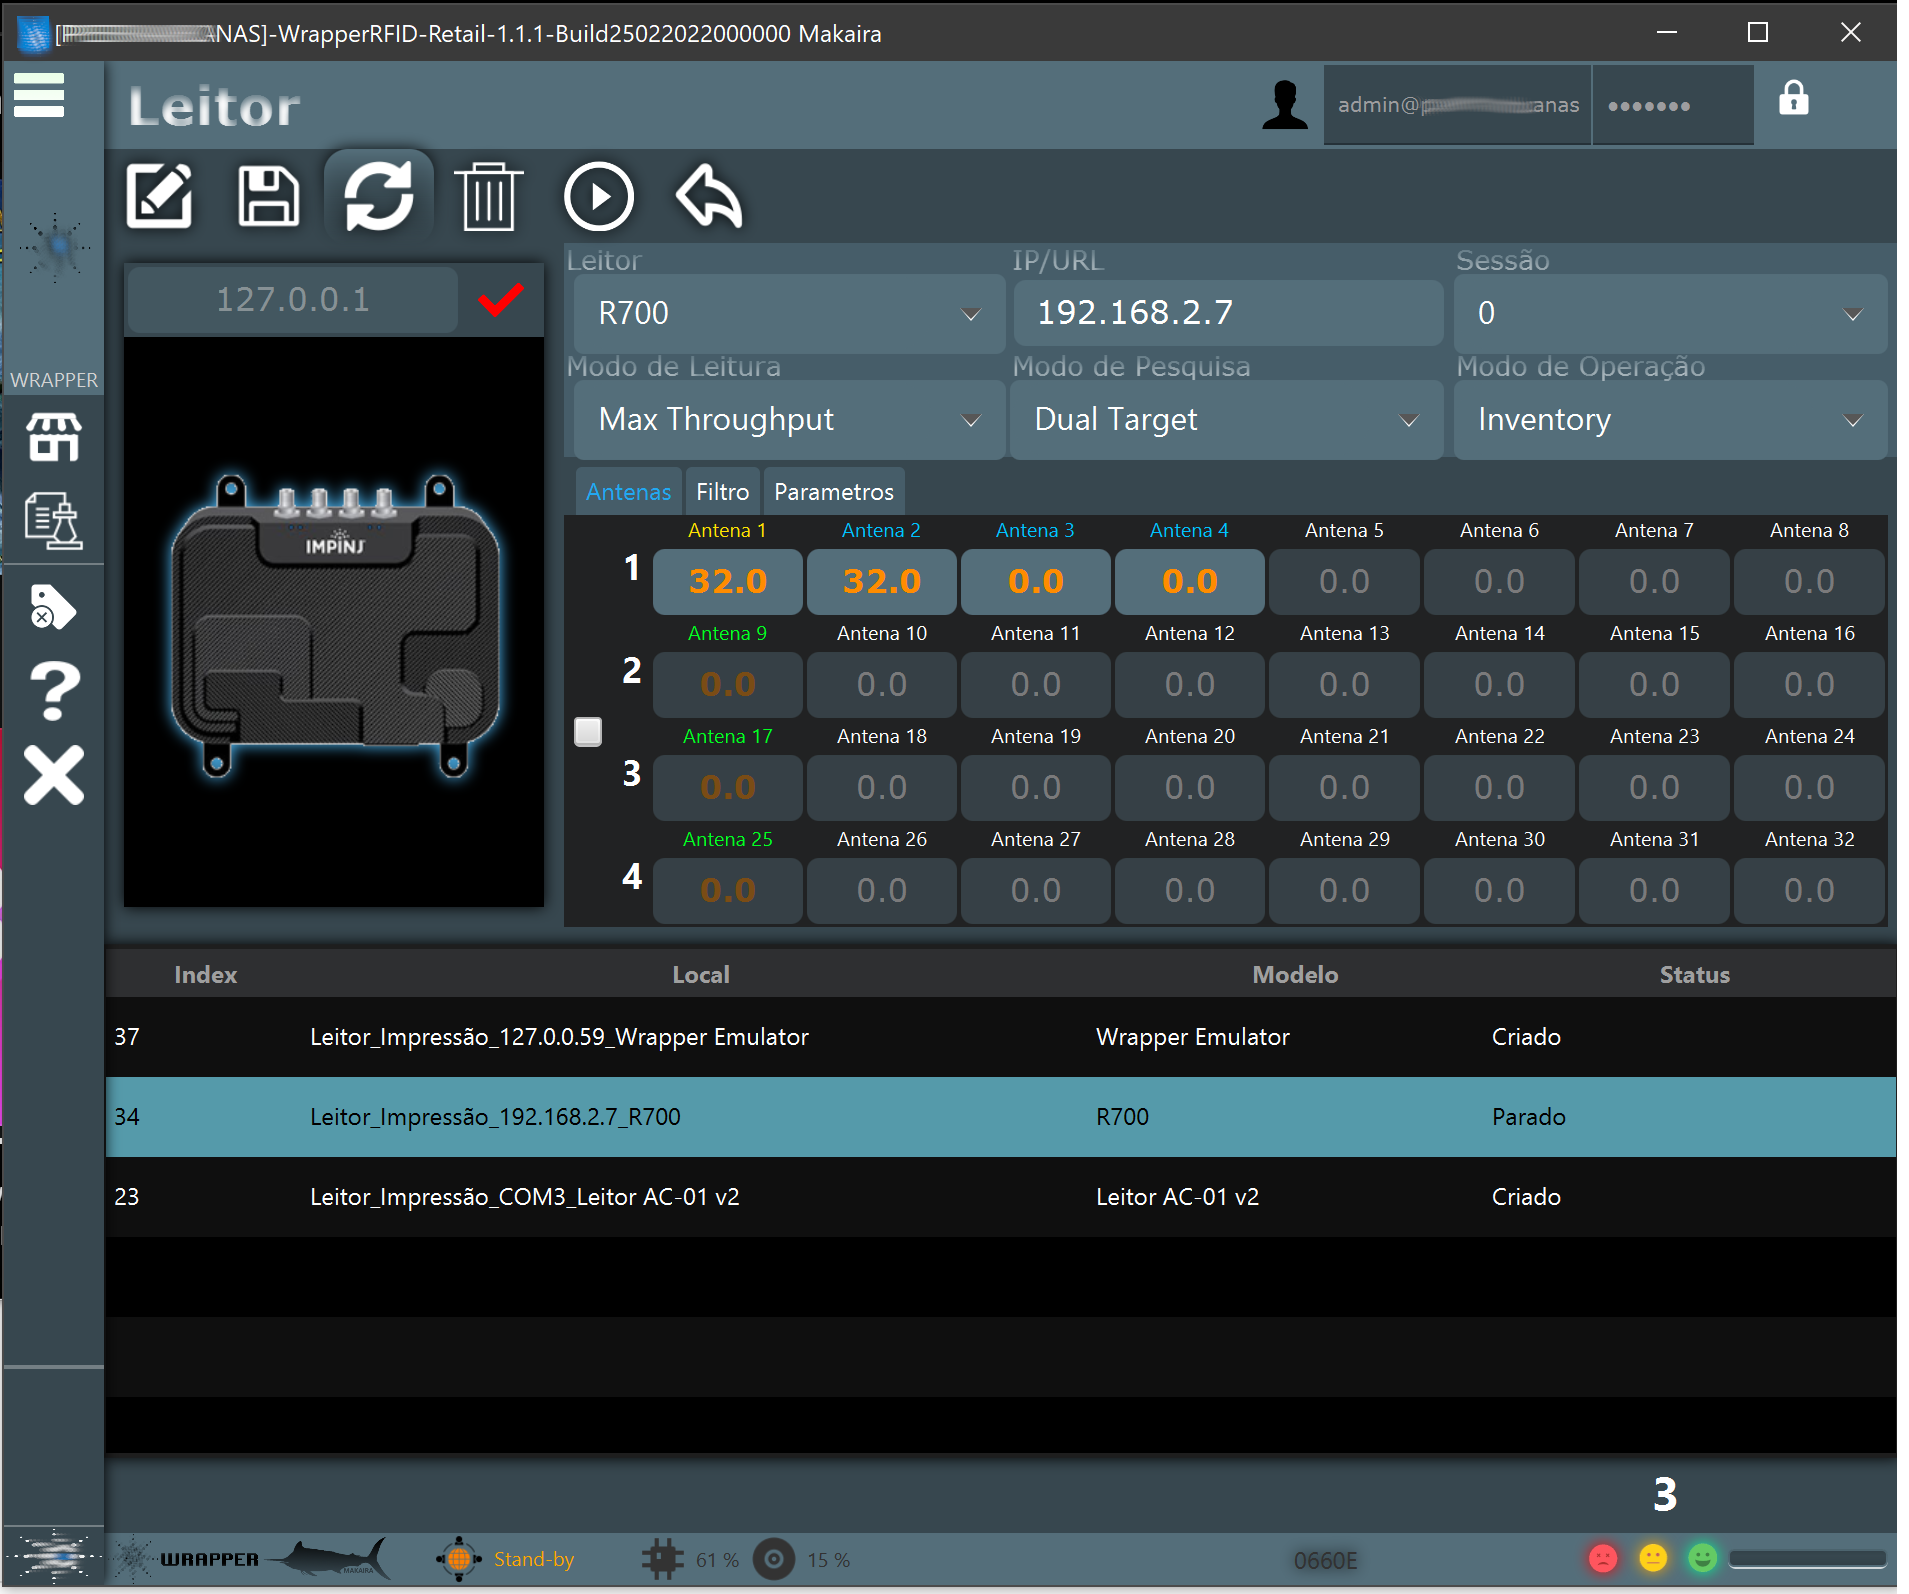 ANAS]-WrapperRFID-Retail-1.1.1-Build25022022000000 Makaira
Leitor
admin@ anas
•••••••
WRAPPER
127.0.0.1
Leitor IP/URL Sessão
R700 192.168.2.7 0
Modo de Leitura Modo de Pesquisa Modo de Operação
Max Throughput Dual Target Inventory
Antenas Filtro Parametros
Antena 1 Antena 2 Antena 3 Antena 4 Antena 5 Antena 6 Antena 7 Antena 8
1 32.0 32.0 0.0 0.0 0.0 0.0 0.0 0.0
Antena 9 Antena 10 Antena 11 Antena 12 Antena 13 Antena 14 Antena 15 Antena 16
2 0.0 0.0 0.0 0.0 0.0 0.0 0.0 0.0
Antena 17 Antena 18 Antena 19 Antena 20 Antena 21 Antena 22 Antena 23 Antena 24
3 0.0 0.0 0.0 0.0 0.0 0.0 0.0 0.0
Antena 25 Antena 26 Antena 27 Antena 28 Antena 29 Antena 30 Antena 31 Antena 32
4 0.0 0.0 0.0 0.0 0.0 0.0 0.0 0.0
IMPINJ
Index Local Modelo Status
37 Leitor_Impressão_127.0.0.59_Wrapper Emulator Wrapper Emulator Criado
34 Leitor_Impressão_192.168.2.7_R700 R700 Parado
23 Leitor_Impressão_COM3_Leitor AC-01 v2 Leitor AC-01 v2 Criado
3
WRAPPER MAKAIRA Stand-by 61 % 15 % 0660E